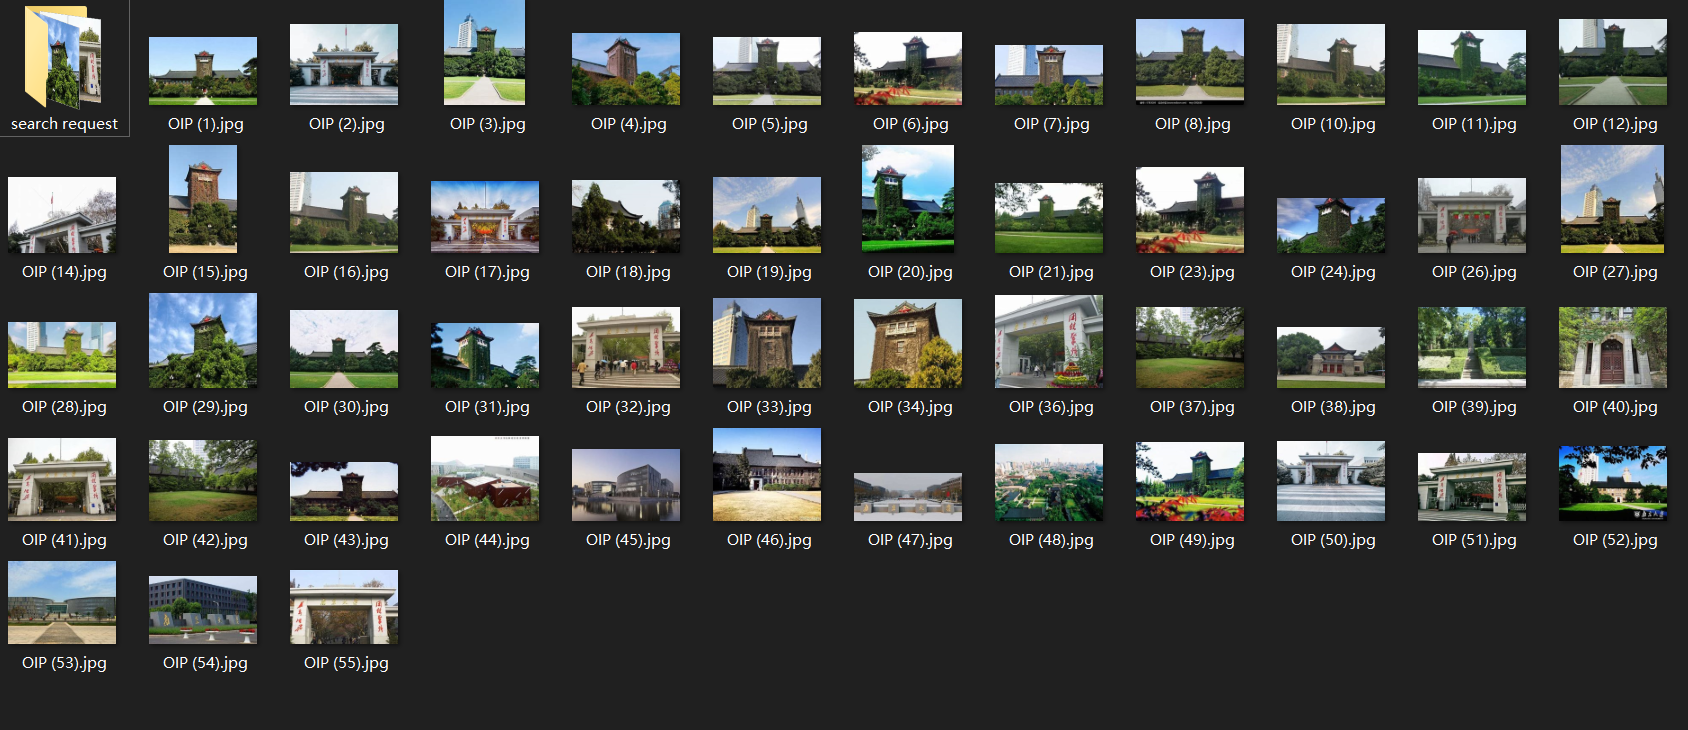 search request
OIP (1).jpg
OIP (2).jpg
OIP (3).jpg
OIP (4).jpg
OIP (5).jpg
OIP (6).jpg
OIP (7).jpg
OIP (8).jpg
OIP (10).jpg
OIP (11).jpg
OIP (12).jpg
OIP (14).jpg
OIP (15).jpg
OIP (16).jpg
OIP (17).jpg
OIP (18).jpg
OIP (19).jpg
OIP (20).jpg
OIP (21).jpg
OIP (23).jpg
OIP (24).jpg
OIP (26).jpg
OIP (27).jpg
OIP (28).jpg
OIP (29).jpg
OIP (30).jpg
OIP (31).jpg
OIP (32).jpg
OIP (33).jpg
OIP (34).jpg
OIP (36).jpg
OIP (37).jpg
OIP (38).jpg
OIP (39).jpg
OIP (40).jpg
OIP (41).jpg
OIP (42).jpg
OIP (43).jpg
OIP (44).jpg
OIP (45).jpg
OIP (46).jpg
OIP (47).jpg
OIP (48).jpg
OIP (49).jpg
OIP (50).jpg
OIP (51).jpg
OIP (52).jpg
OIP (53).jpg
OIP (54).jpg
OIP (55).jpg